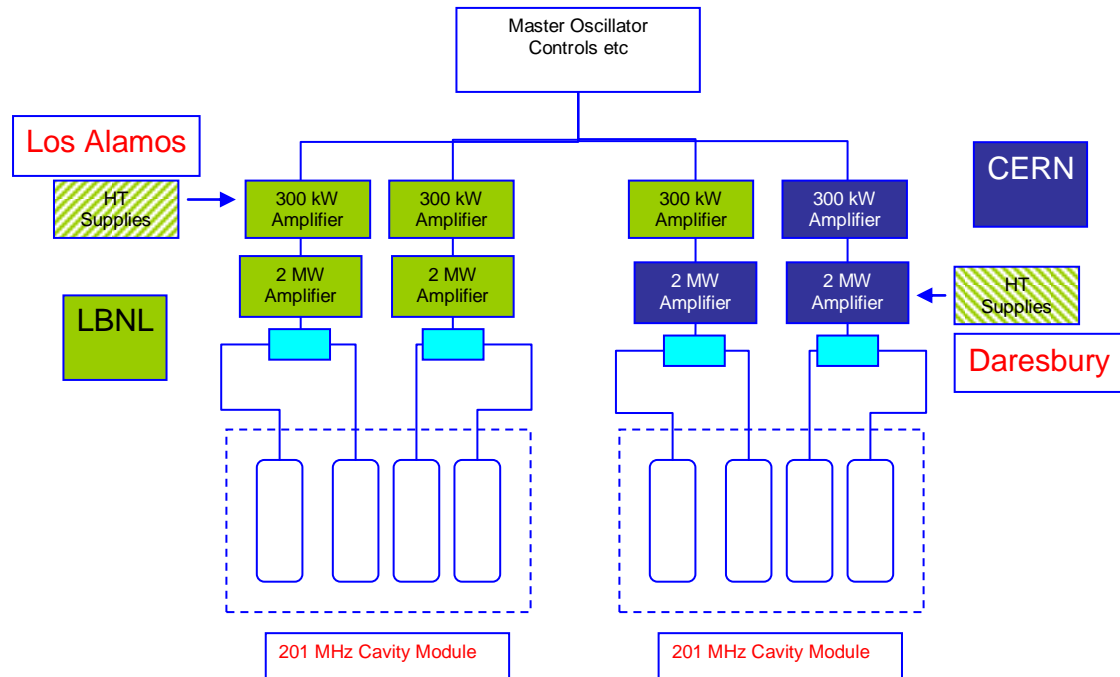 Master Oscillator
Controls etc
Los Alamos
HT
Supplies
300 kW
Amplifier
300 kW
Amplifier
300 kW
Amplifier
300 kW
Amplifier
CERN
LBNL
2 MW
Amplifier
2 MW
Amplifier
2 MW
Amplifier
2 MW
Amplifier
HT
Supplies
Daresbury
201 MHz Cavity Module
201 MHz Cavity Module